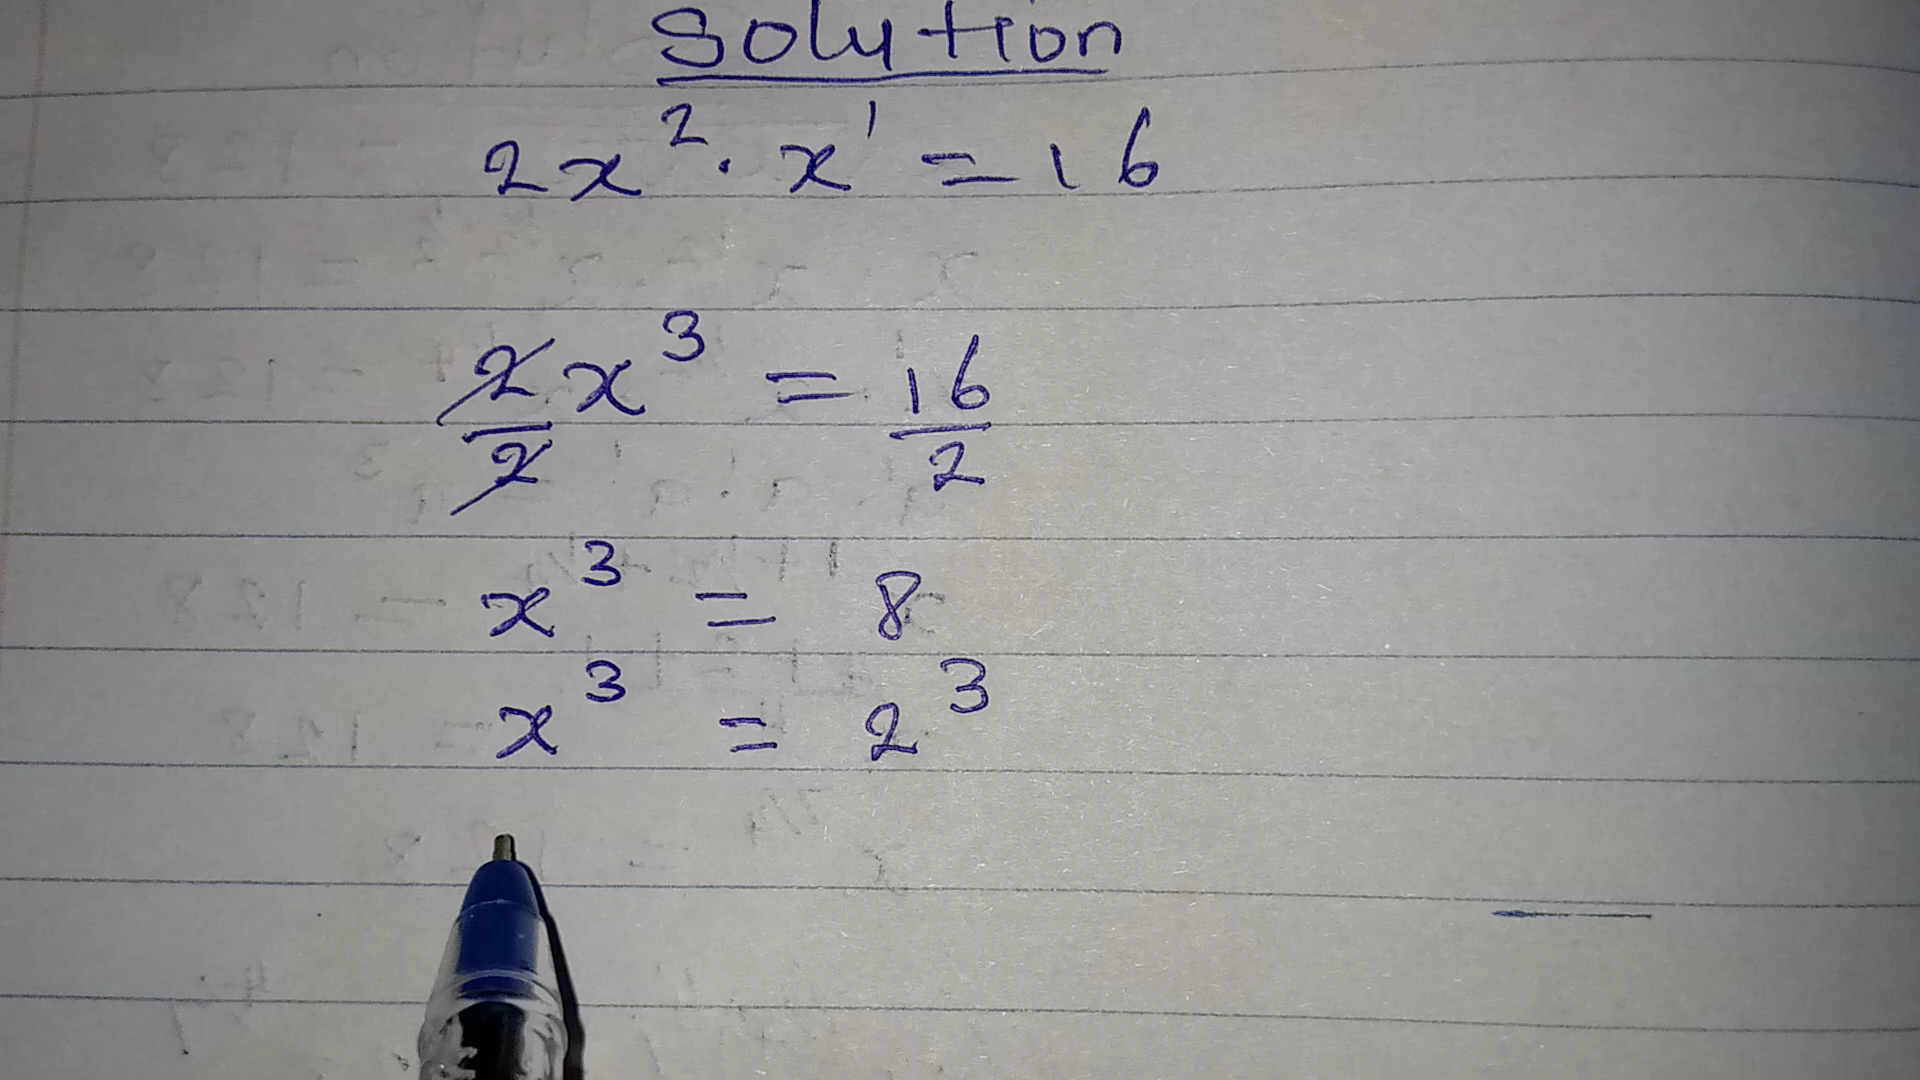 Solution
2x² · x¹ = 16
2x³/2 = 16/2
x³ = 8
x³ = 2³